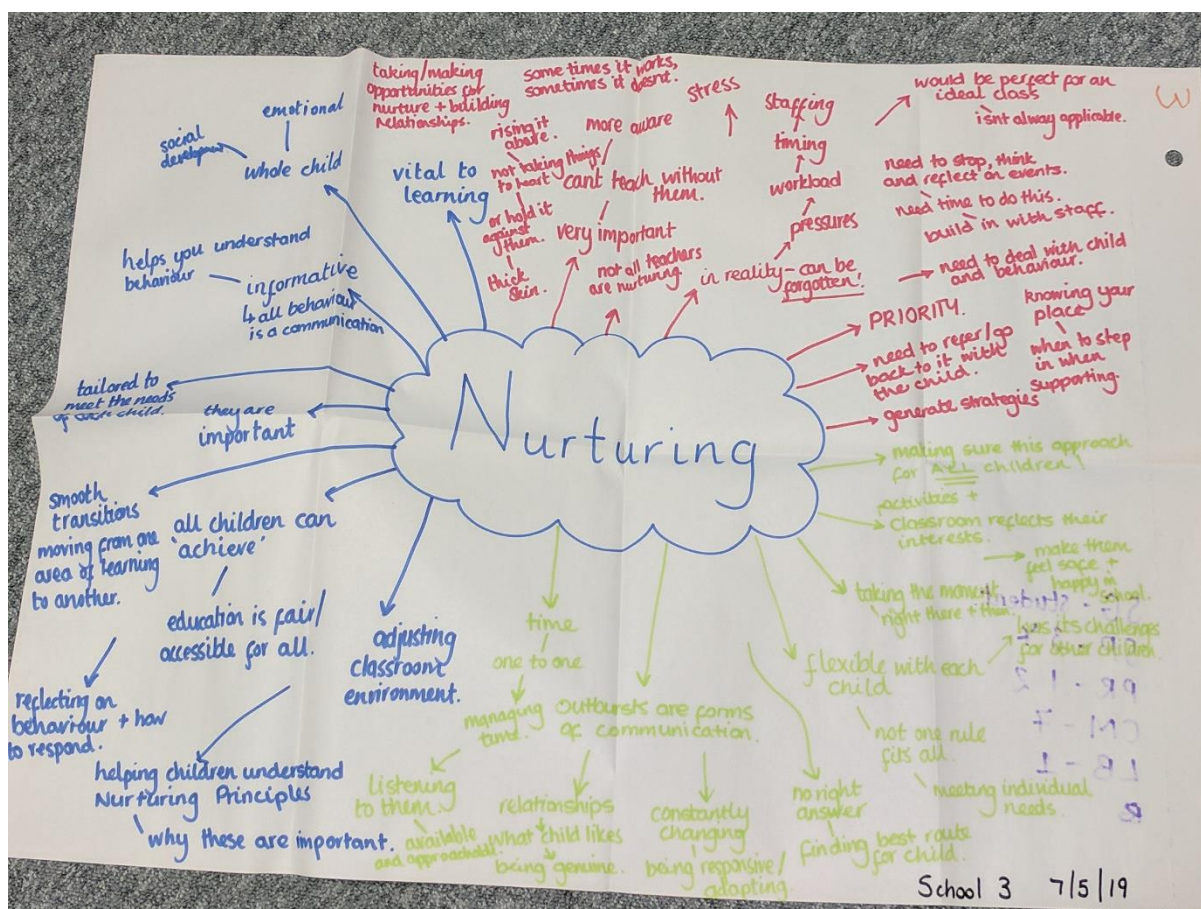 emotional
social
development
whole child
vital to
learning
taking/making
opportunities for
nurture + building
relationships.
some times it works,
sometimes it doesnt.
rising it
above.
not taking things
to heart
or hold it
against
them.
thick
skin.
more aware
cant teach without
them.
very important
not all teachers
are nurturing
stress
staffing
timing
workload
pressures
in reality - can be
forgotten.
would be perfect for an
ideal class
isnt alway applicable.
3
need to stop, think
and reflect on events.
need time to do this.
build in with staff.
need to deal with child
and behaviour.
PRIORITY.
need to refer/go
back to it with
the child.
knowing your
place
when to step
in when
supporting.
generate strategies
helps you understand
behaviour
informative
↳ all behaviour
is a communication
tailored to
meet the needs
of each child.
they are
important
Nurturing
smooth
transitions
moving from one
area of learning
to another.
reflecting on
behaviour + how
to respond.
all children can
'achieve'
education is fair/
accessible for all.
helping children understand
Nurturing Principles
why these are important.
adjusting
classroom
environment.
time
one to one
managing
time.
listening
to them.
available
and approachable.
outbursts are forms
of communication.
relationships
what child likes
being genuine.
constantly
changing
being responsive/
adapting
no right
answer
finding best route
for child.
making sure this approach
for ALL children!
activities +
classroom reflects their
interests.
make them
feel safe +
happy in
school.
taking the moment
right there + then
flexible with each
child
has its challenges
for other children.
not one rule
fits all.
meeting individual
needs.
PR - 12
CM - 7
LB - 1
School 3 7/5/19